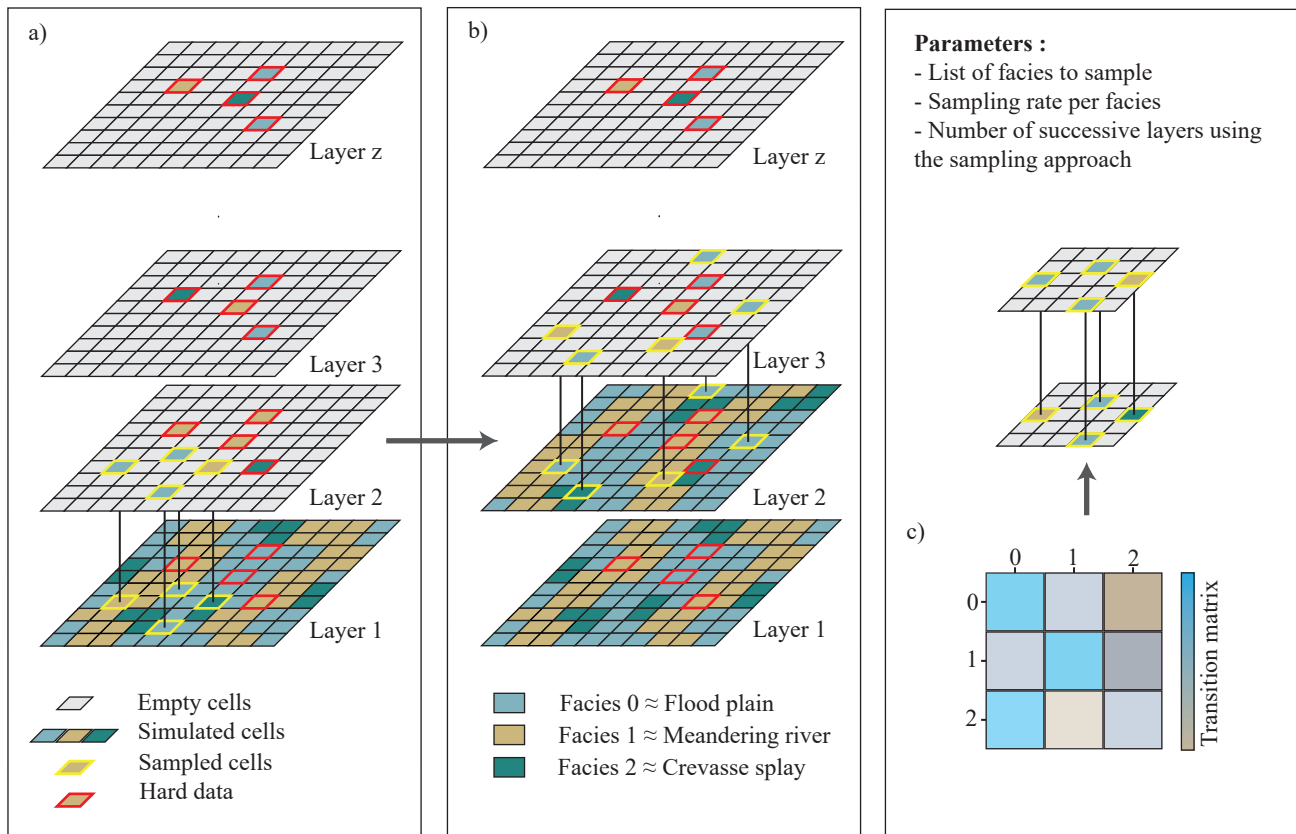 a)
Layer z
Layer 3
Layer 2
Layer 1
Empty cells
Simulated cells
Sampled cells
Hard data
b)
Layer z
Layer 3
Layer 2
Layer 1
Facies 0 ≈ Flood plain
Facies 1 ≈ Meandering river
Facies 2 ≈ Crevasse splay
Parameters :
- List of facies to sample
- Sampling rate per facies
- Number of successive layers using
the sampling approach
c)
0 1 2
0
1
2
Transition matrix